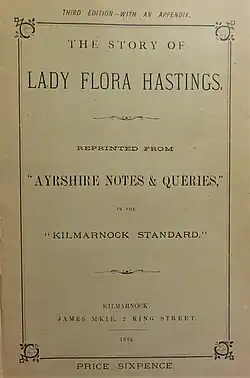 THIRD EDITION—WITH AN APPENDIX.
THE STORY OF
LADY FLORA HASTINGS.
REPRINTED FROM
"AYRSHIRE NOTES & QUERIES,"
IN THE
"KILMARNOCK STANDARD."
KILMARNOCK:
JAMES M'KIE, 2 KING STREET.
1884
PRICE SIXPENCE.